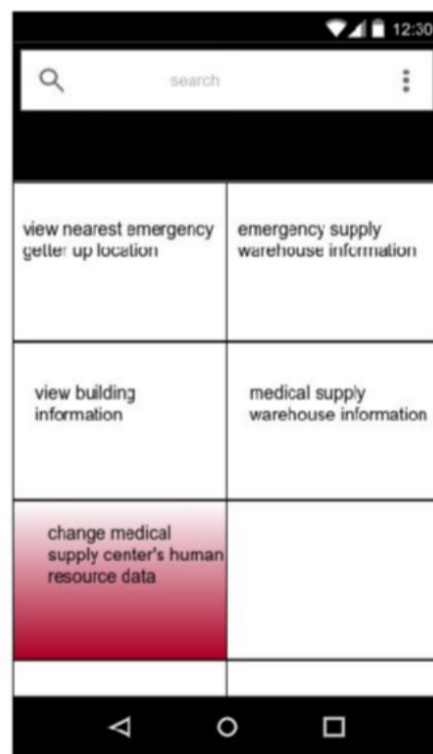 12:30
search
view nearest emergency
getter up location
emergency supply
warehouse information
view building
information
medical supply
warehouse information
change medical
supply center's human
resource data